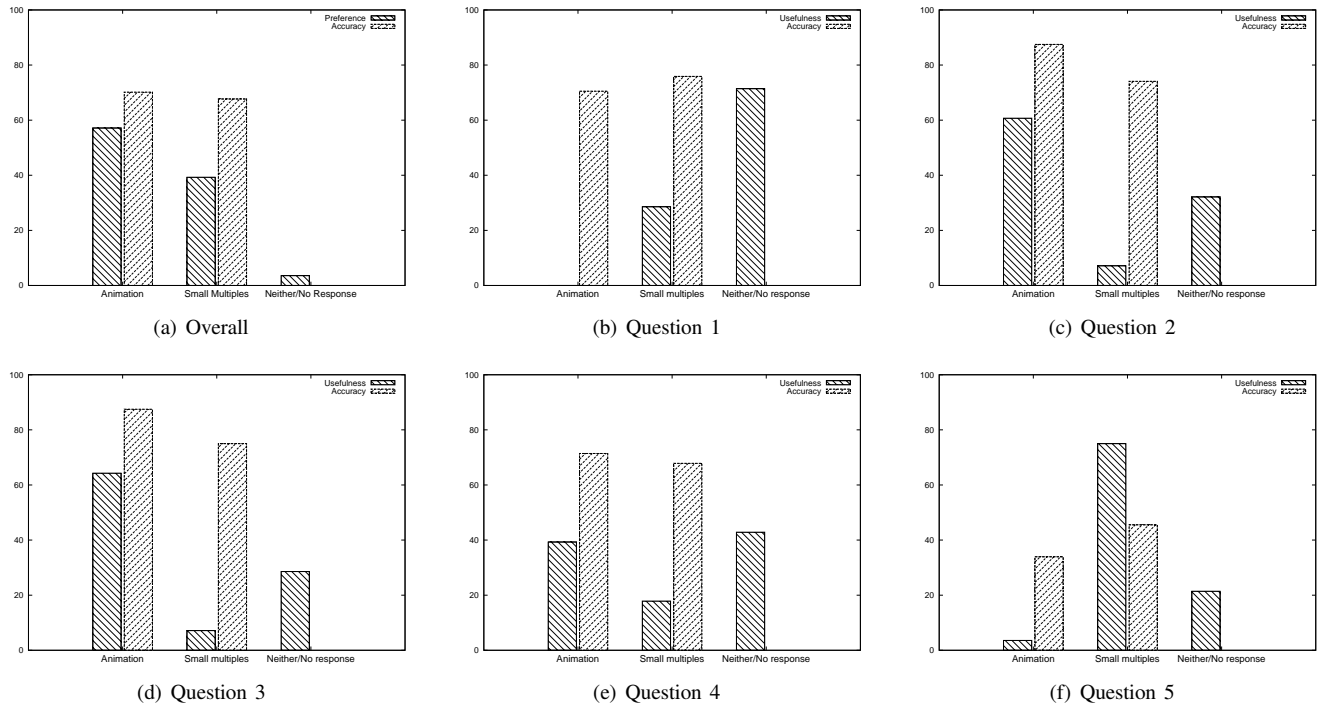 100
80
60
40
20
0
Preference
Accuracy
Animation Small Multiples Neither/No Response
(a) Overall
100
80
60
40
20
0
Usefulness
Accuracy
Animation Small multiples Neither/No response
(b) Question 1
100
80
60
40
20
0
Usefulness
Accuracy
Animation Small multiples Neither/No response
(c) Question 2
100
80
60
40
20
0
Usefulness
Accuracy
Animation Small multiples Neither/No response
(d) Question 3
100
80
60
40
20
0
Usefulness
Accuracy
Animation Small multiples Neither/No response
(e) Question 4
100
80
60
40
20
0
Usefulness
Accuracy
Animation Small multiples Neither/No response
(f) Question 5